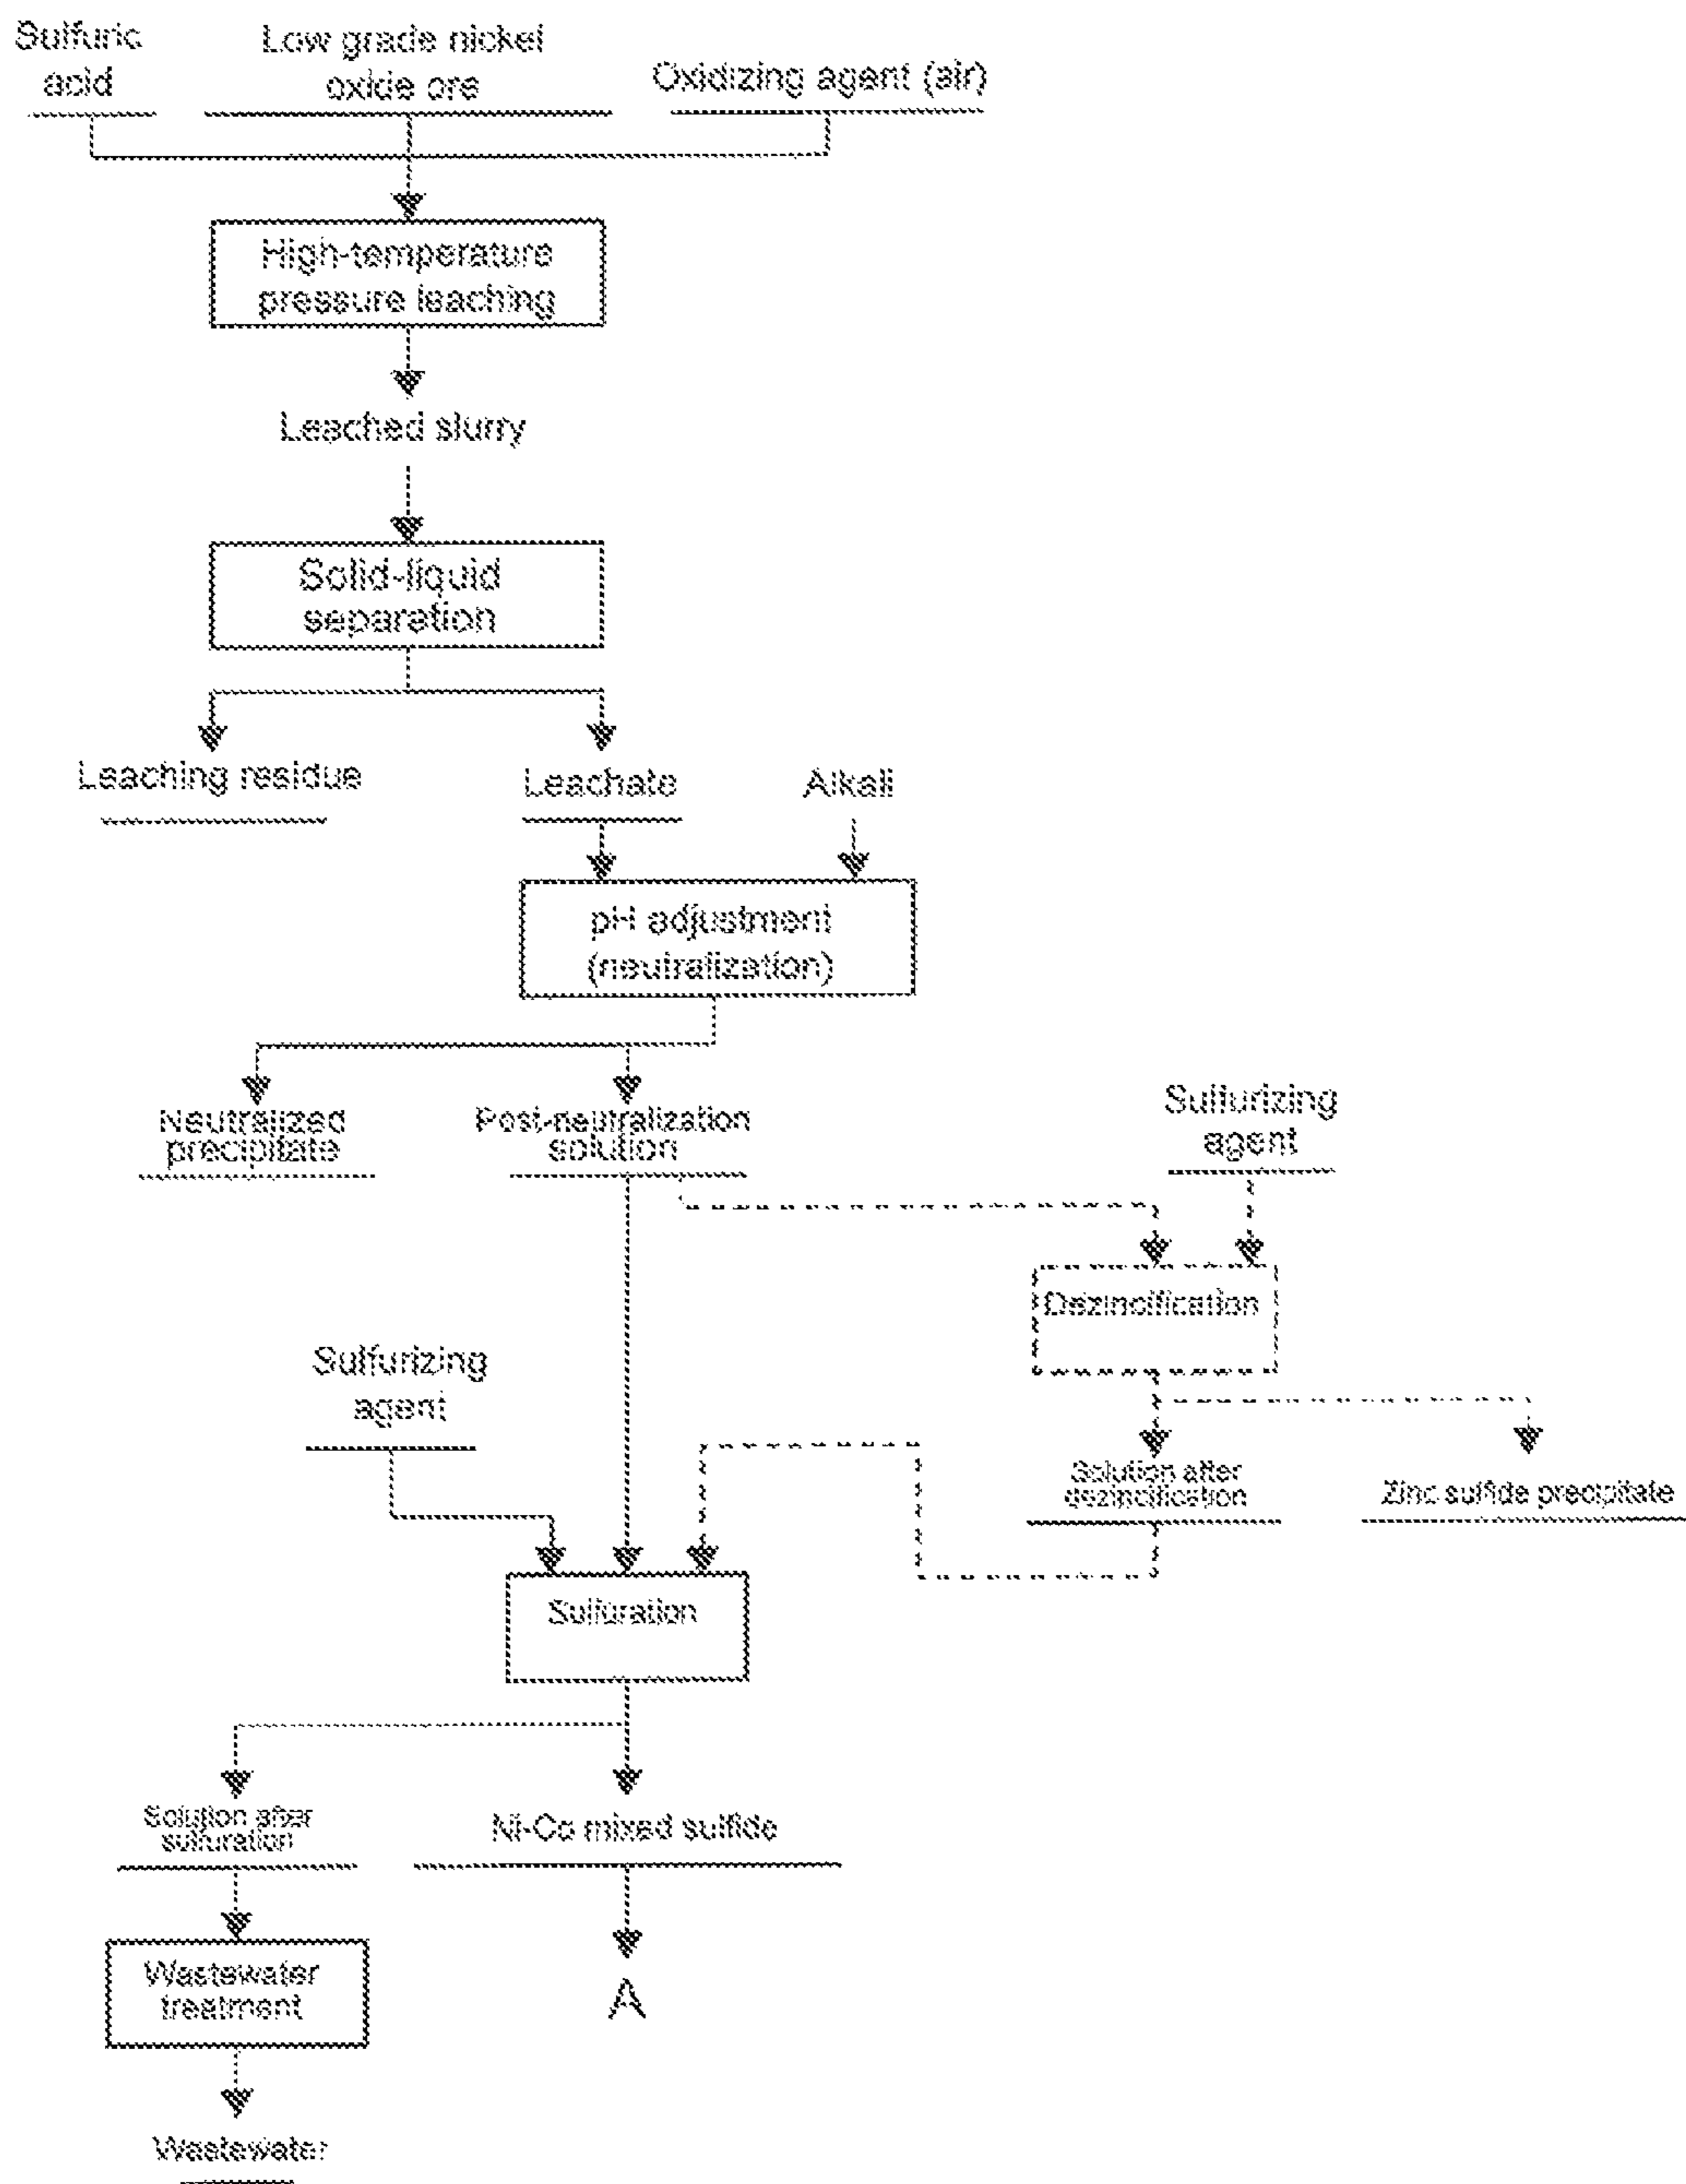 Sulfuric
acid
Low grade nickel
oxide ore
Oxidizing agent (air)
High-temperature
pressure leaching
Leached slurry
Solid-liquid
separation
Leaching residue
Leachate
Alkali
pH adjustment
(neutralization)
Neutralized
precipitate
Post-neutralization
solution
Sulfurizing
agent
Dezincification
Sulfurizing
agent
Solution after
dezincification
Zinc sulfide precipitate
Sulfuration
Solution after
sulfuration
Ni-Co mixed sulfide
Wastewater
treatment
A
Wastewater